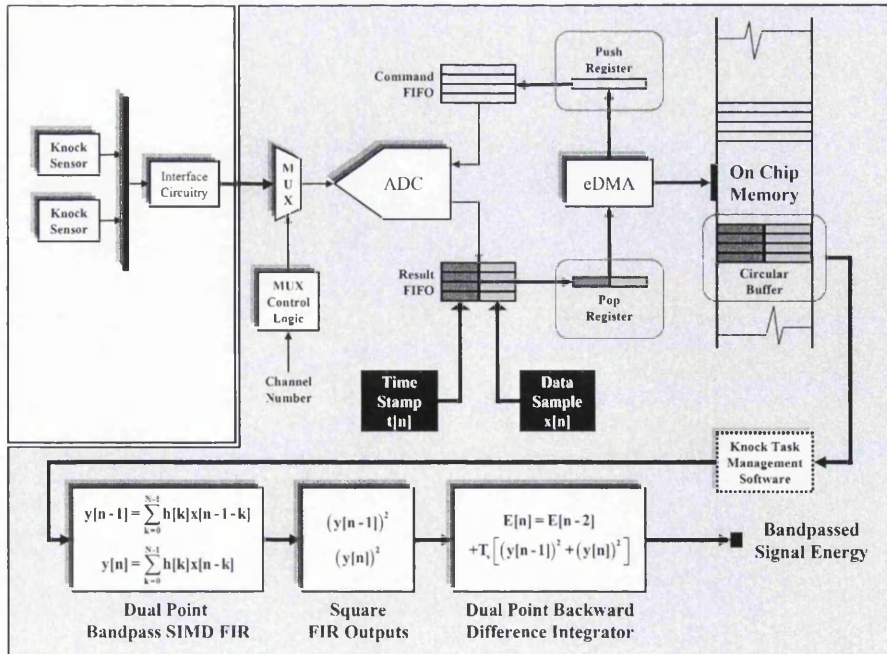 Push
Register
Command
FIFO
Knock
Sensor
Knock
Sensor
Interface
Circuitry
M
U
X
ADC
eDMA
On Chip
Memory
Circular
Buffer
Result
FIFO
Pop
Register
MUX
Control
Logic
Channel
Number
Time
Stamp
t[n]
Data
Sample
x[n]
Knock Task
Management
Software
y[n-1] = ∑ h[k]x[n-1-k]
N-1
k=0
y[n] = ∑ h[k]x[n-k]
N-1
k=0
(y[n-1])²
(y[n])²
E[n] = E[n-2]
+Tₛ[(y[n-1])² + (y[n])²]
Bandpassed
Signal Energy
Dual Point
Bandpass SIMD FIR
Square
FIR Outputs
Dual Point Backward
Difference Integrator